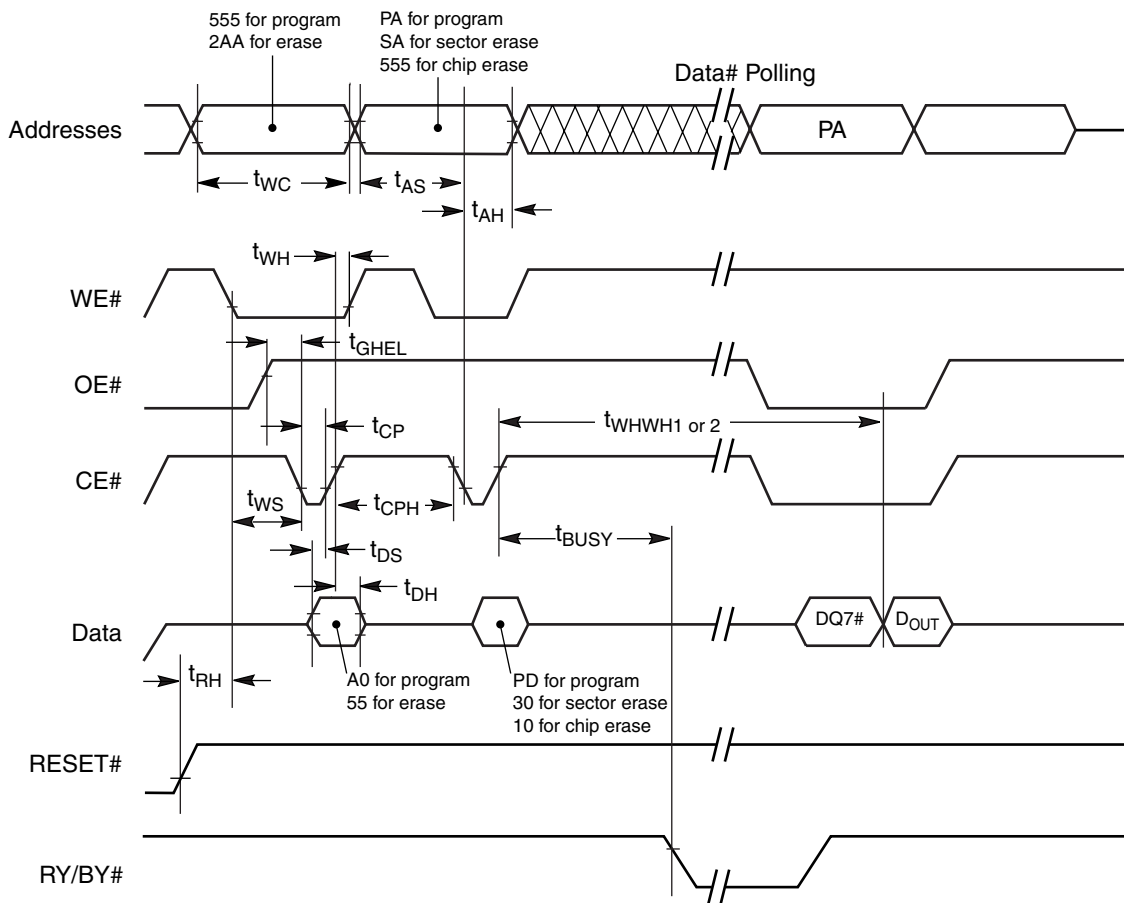 555 for program
2AA for erase
PA for program
SA for sector erase
555 for chip erase
Data# Polling
Addresses
PA
tWC
tAS
tAH
tWH
WE#
tGHEL
OE#
tWHWH1 or 2
tCP
CE#
tWS
tCPH
tBUSY
tDS
tDH
Data
DQ7#
DOUT
tRH
A0 for program
55 for erase
PD for program
30 for sector erase
10 for chip erase
RESET#
RY/BY#